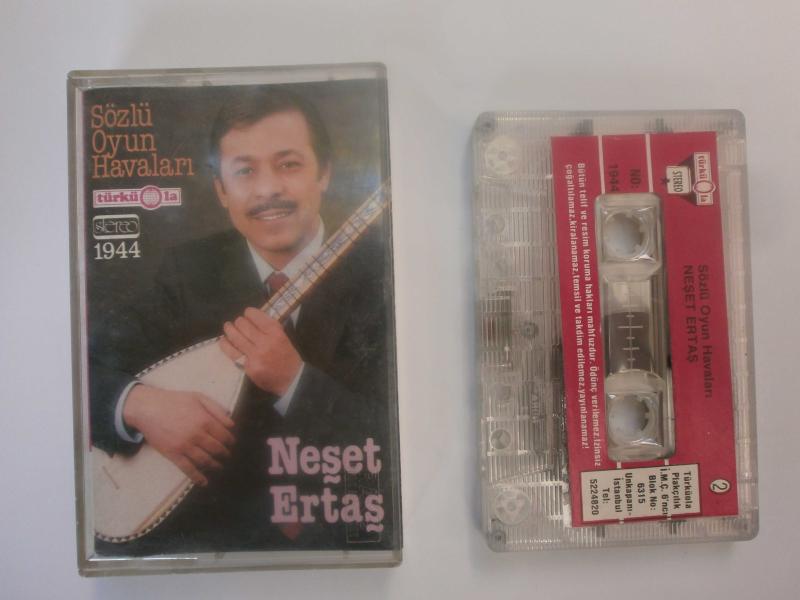 Sözlü
Oyun
Havaları
türkü la
stereo
1944
Neşet
Ertaş
türkü la
STEREO
NO:
1944
Bütün telif ve resim koruma hakları mahfuzdur. Ödünç verilemez.İzinsiz
çoğaltılamaz,kiralanamaz,temsil ve takdim edilemez,yayınlanamaz!
Sözlü Oyun Havaları
NEŞET ERTAŞ
2
Türküola
Plakçılık
İ.M.Ç. 6'ncı
Blok No:
6315
Unkapanı-
İstanbul
Tel:
5224820